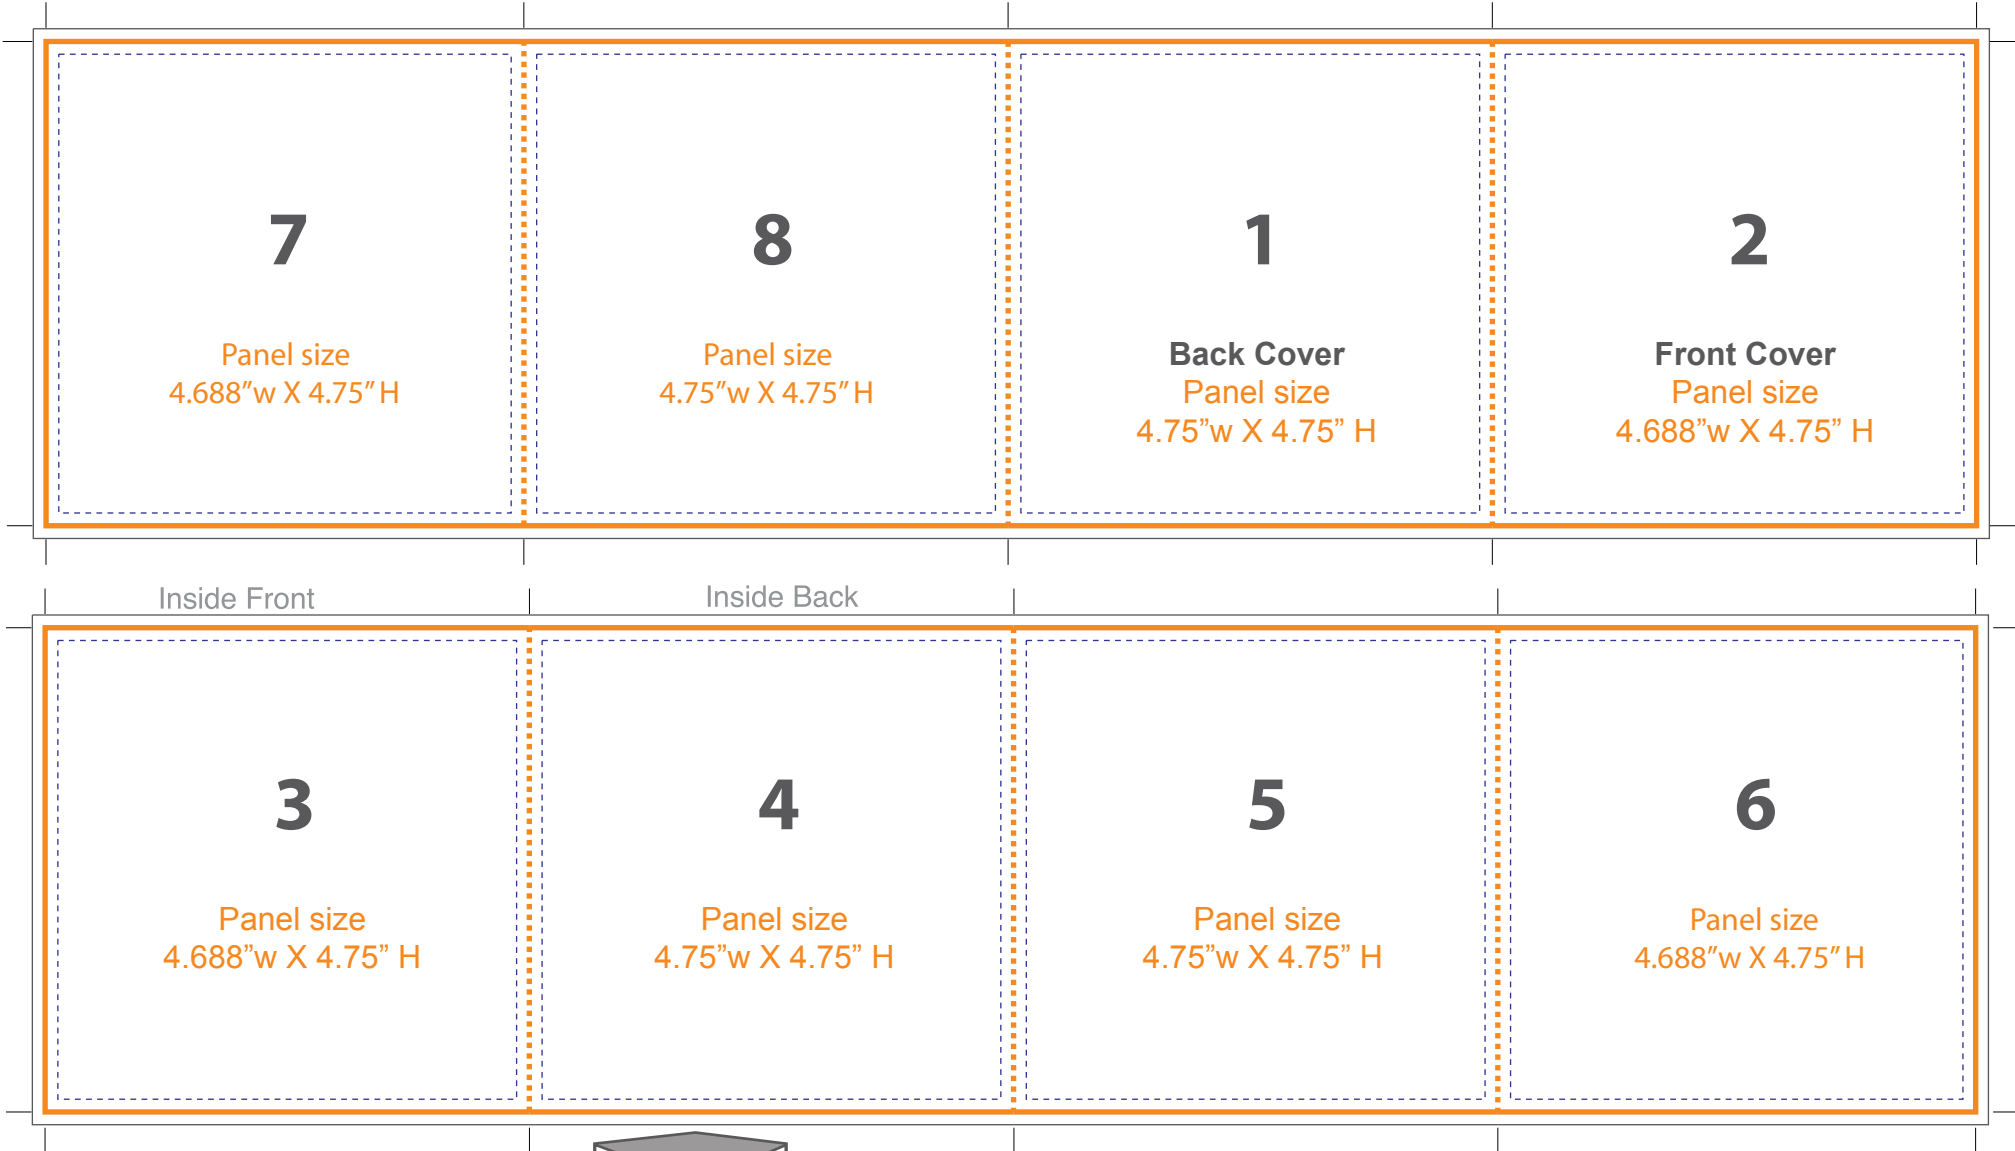 7
Panel size
4.688"w X 4.75" H
8
Panel size
4.75"w X 4.75" H
1
Back Cover
Panel size
4.75”w X 4.75” H
2
Front Cover
Panel size
4.688”w X 4.75” H
Inside Front
Inside Back
3
Panel size
4.688”w X 4.75” H
4
Panel size
4.75”w X 4.75” H
5
Panel size
4.75”w X 4.75” H
6
Panel size
4.688"w X 4.75" H